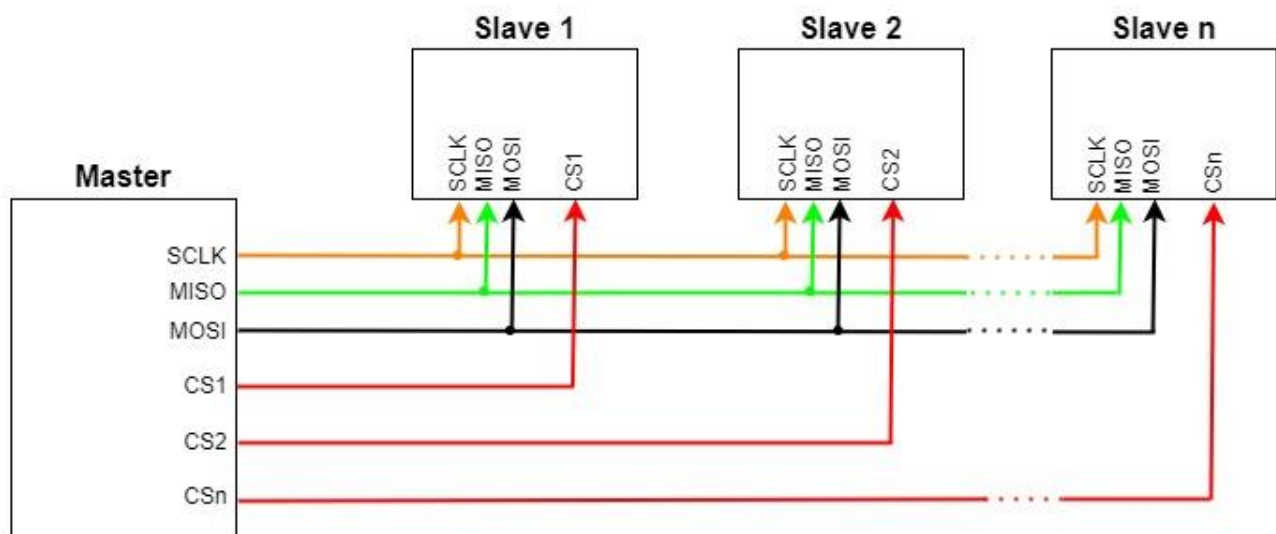 Slave 1
Slave 2
Slave n
SCLK
MISO
MOSI
CS1
SCLK
MISO
MOSI
CS2
SCLK
MISO
MOSI
CSn
Master
SCLK
MISO
MOSI
CS1
CS2
CSn